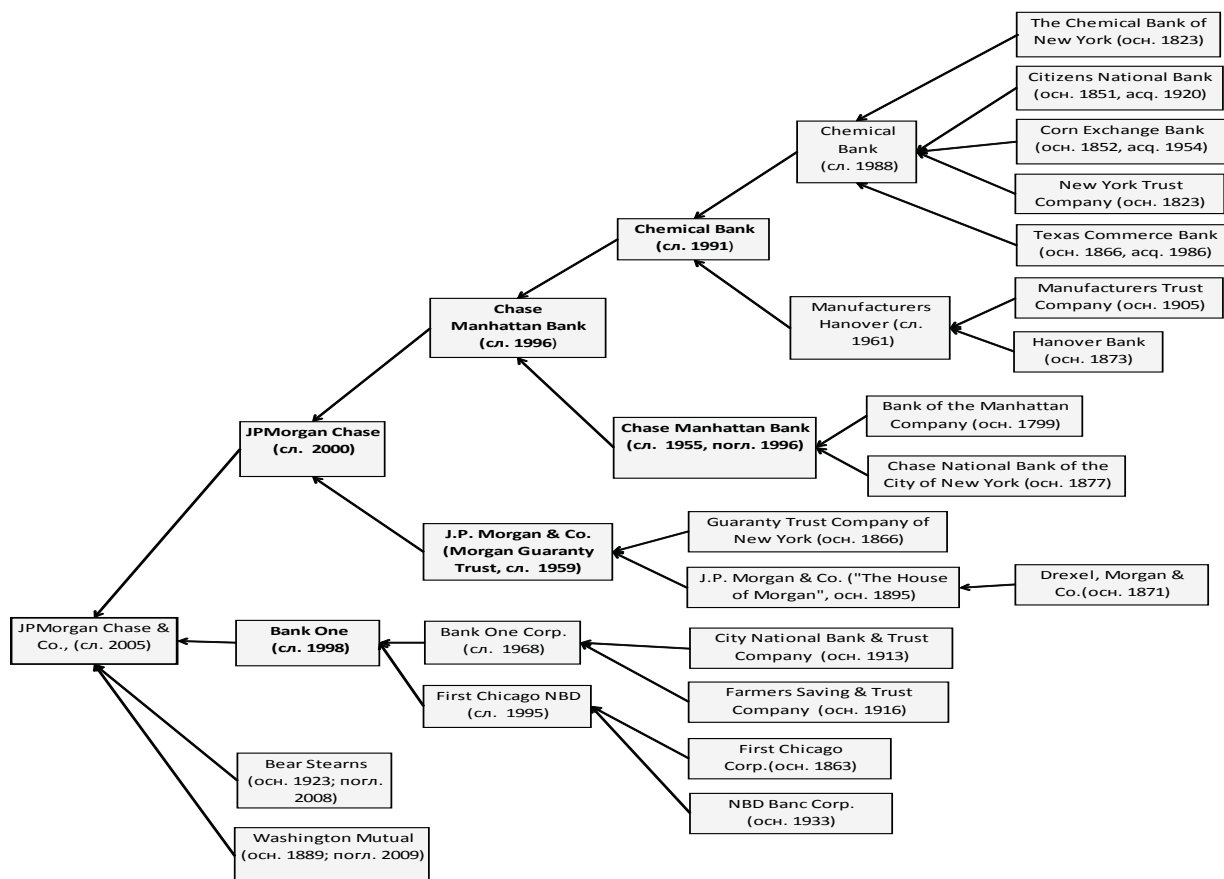 The Chemical Bank of
New York (осн. 1823)
Citizens National Bank
(осн. 1851, acq. 1920)
Chemical
Bank
(сл. 1988)
Corn Exchange Bank
(осн. 1852, acq. 1954)
New York Trust
Company (осн. 1823)
Chemical Bank
(сл. 1991)
Texas Commerce Bank
(осн. 1866, acq. 1986)
Manufacturers Trust
Company (осн. 1905)
Chase
Manhattan Bank
(сл. 1996)
Manufacturers
Hanover (сл.
1961)
Hanover Bank
(осн. 1873)
Bank of the Manhattan
Company (осн. 1799)
JPMorgan Chase
(сл. 2000)
Chase Manhattan Bank
(сл. 1955, погл. 1996)
Chase National Bank of the
City of New York (осн. 1877)
Guaranty Trust Company of
New York (осн. 1866)
J.P. Morgan & Co.
(Morgan Guaranty
Trust, сл. 1959)
J.P. Morgan & Co. ("The House
of Morgan", осн. 1895)
Drexel, Morgan &
Co.(осн. 1871)
JPMorgan Chase &
Co., (сл. 2005)
Bank One
(сл. 1998)
Bank One Corp.
(сл. 1968)
City National Bank & Trust
Company (осн. 1913)
First Chicago NBD
(сл. 1995)
Farmers Saving & Trust
Company (осн. 1916)
First Chicago
Corp.(осн. 1863)
Bear Stearns
(осн. 1923; погл.
2008)
NBD Banc Corp.
(осн. 1933)
Washington Mutual
(осн. 1889; погл. 2009)